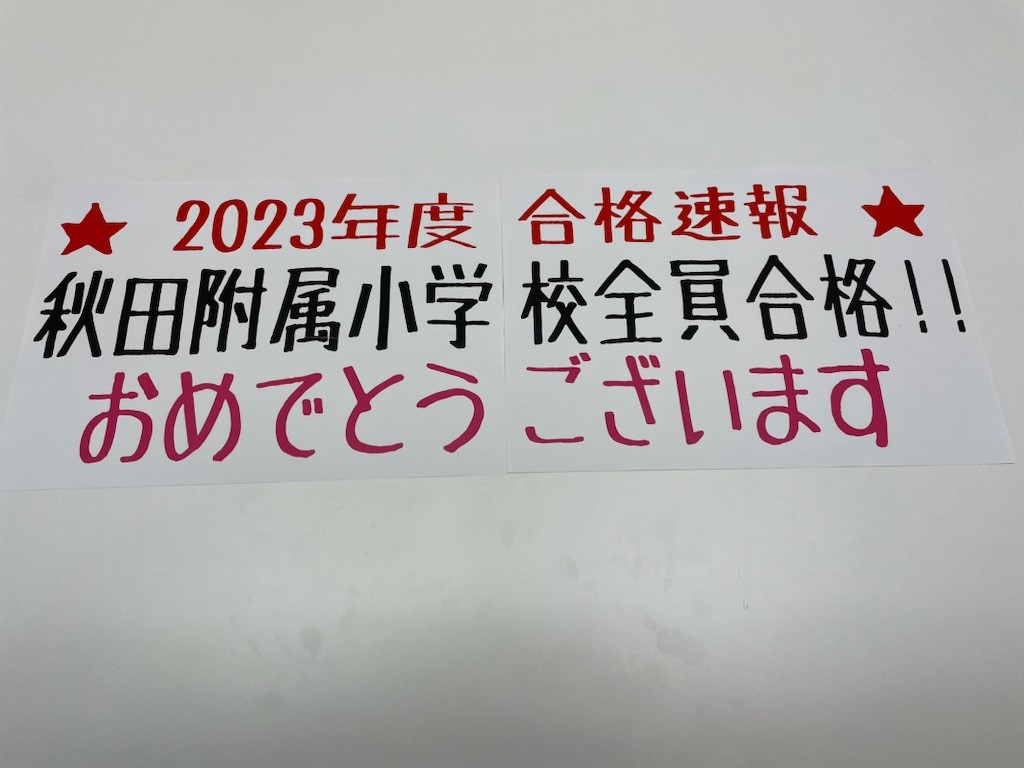 ★ 2023年度 合格速報 ★
秋田附属小学校全員合格!!
おめでとうございます